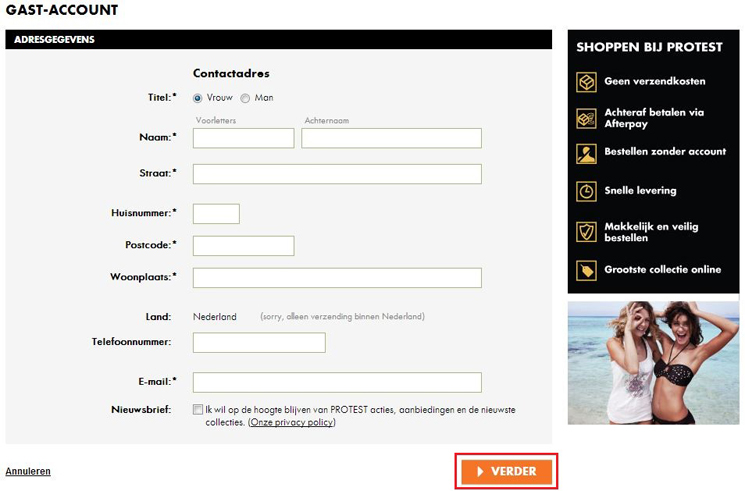 GAST-ACCOUNT
ADRESGEGEVENS
Contactadres
Titel:* Vrouw Man
Voorletters Achternaam
Naam:*
Straat:*
Huisnummer:*
Postcode:*
Woonplaats:*
Land: Nederland (sorry, alleen verzending binnen Nederland)
Telefoonnummer:
E-mail:*
Nieuwsbrief: Ik wil op de hoogte blijven van PROTEST acties, aanbiedingen en de nieuwste
collecties. (Onze privacy policy)
Annuleren
VERDER
SHOPPEN BIJ PROTEST
Geen verzendkosten
Achteraf betalen via
Afterpay
Bestellen zonder account
Snelle levering
Makkelijk en veilig
bestellen
Grootste collectie online